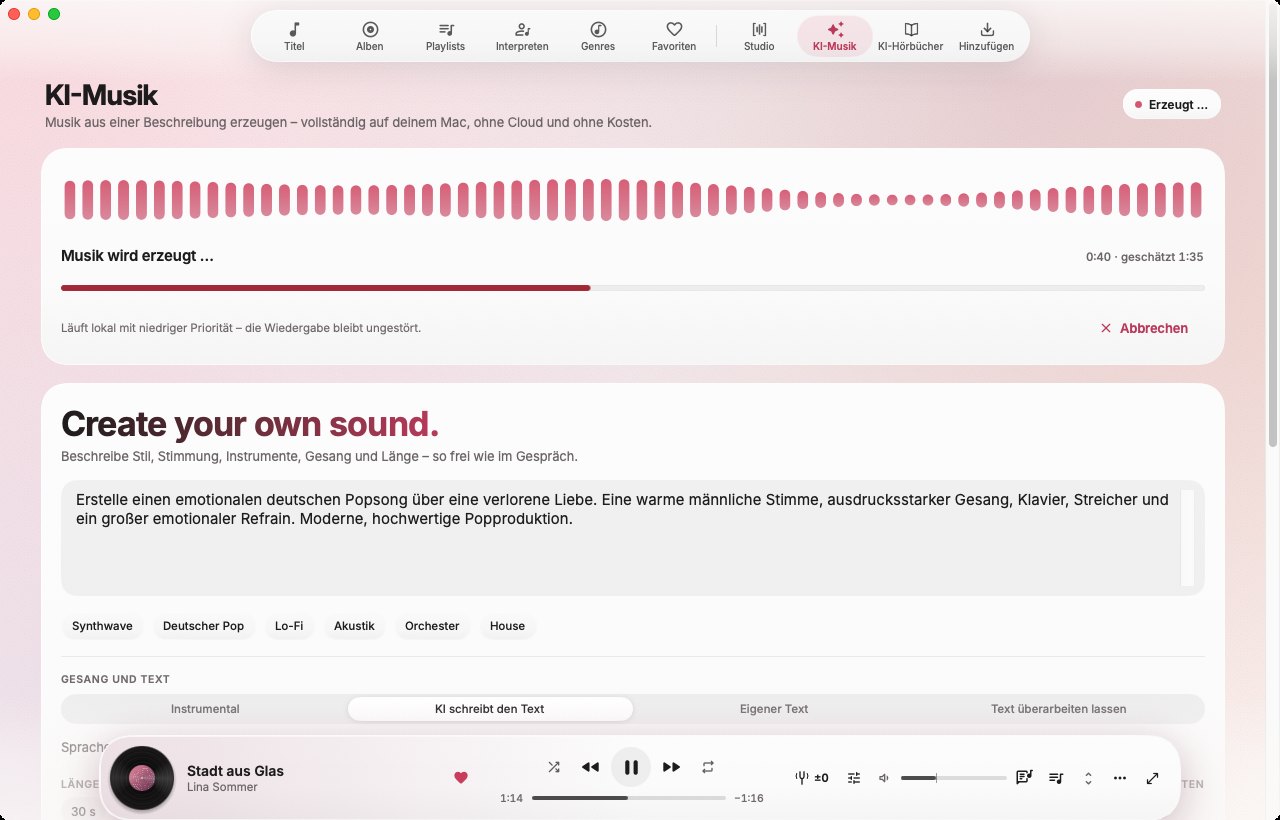 Titel
Alben
Playlists
Interpreten
Genres
Favoriten
Studio
KI-Musik
KI-Hörbücher
Hinzufügen
KI-Musik
Musik aus einer Beschreibung erzeugen – vollständig auf deinem Mac, ohne Cloud und ohne Kosten.
Erzeugt ...
Musik wird erzeugt ...
0:40 · geschätzt 1:35
Läuft lokal mit niedriger Priorität – die Wiedergabe bleibt ungestört.
Abbrechen
Create your own sound.
Beschreibe Stil, Stimmung, Instrumente, Gesang und Länge – so frei wie im Gespräch.
Erstelle einen emotionalen deutschen Popsong über eine verlorene Liebe. Eine warme männliche Stimme, ausdrucksstarker Gesang, Klavier, Streicher und
ein großer emotionaler Refrain. Moderne, hochwertige Popproduktion.
Synthwave
Deutscher Pop
Lo-Fi
Akustik
Orchester
House
GESANG UND TEXT
Instrumental
KI schreibt den Text
Eigener Text
Text überarbeiten lassen
Sprache
LÄNGE
30 s
Stadt aus Glas
Lina Sommer
1:14
−1:16
±0